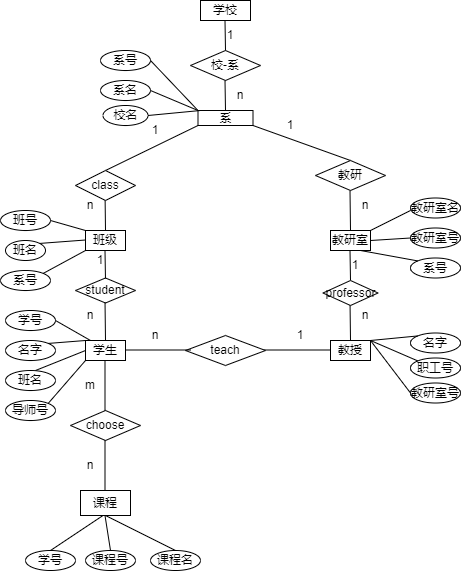 学校
1
校-系
n
系号
系名
校名
系
1
1
class
教研
n
n
班号
班名
系号
班级
教研室
教研室名
教研室号
系号
1
1
student
professor
n
n
学号
名字
班名
导师号
学生
n
teach
1
教授
名字
职工号
教研室号
m
choose
n
课程
学号
课程号
课程名